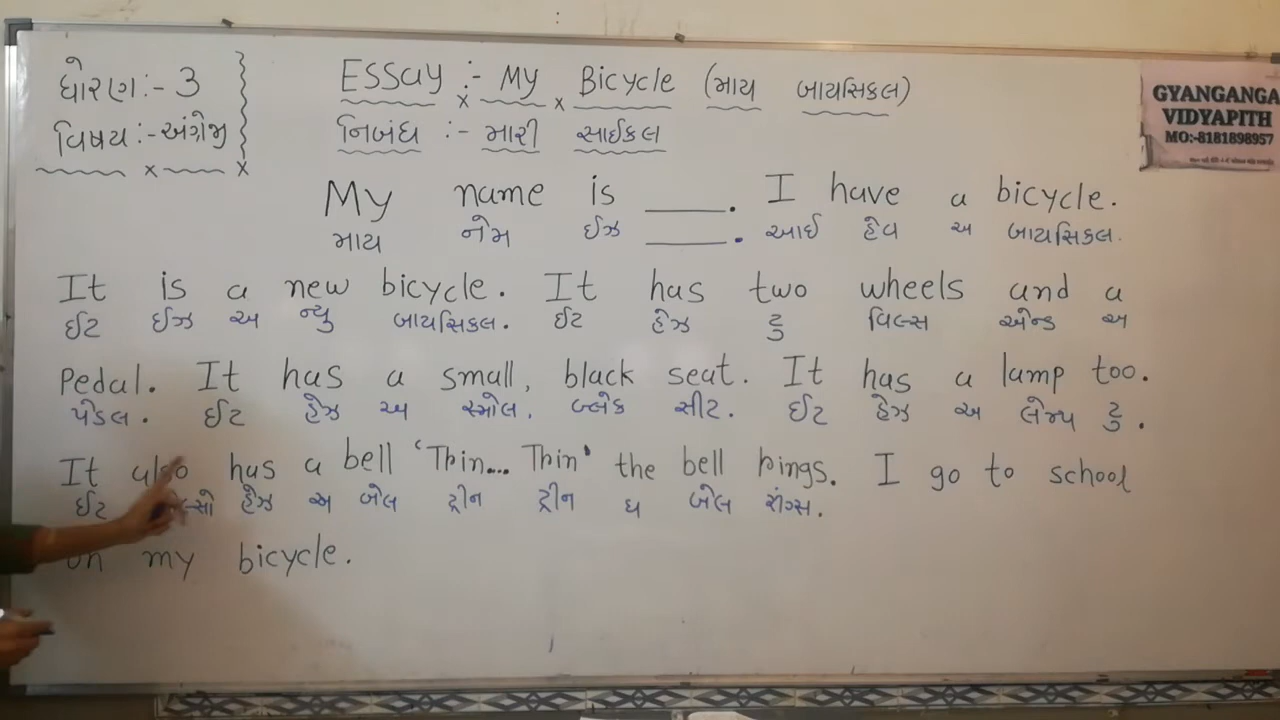 ધોરણ:- 3
વિષય:-અંગ્રેજી
Essay :- My Bicycle (માય બાયસિકલ)
નિબંધ :- મારી સાઈકલ
GYANGANGA
VIDYAPITH
MO:-8181898957
My name is ____. I have a bicycle.
માય નેમ ઈઝ ____. આઈ હેવ અ બાયસિકલ.
It is a new bicycle. It has two wheels and a
ઈટ ઈઝ અ ન્યુ બાયસિકલ. ઈટ હેઝ ટુ વિલ્સ એન્ડ અ
Pedal. It has a small, black seat. It has a lamp too.
પેડલ. ઈટ હેઝ અ સ્મોલ. બ્લેક સીટ. ઈટ હેઝ અ લેમ્પ ટુ.
It also has a bell 'Trin... Trin' the bell rings. I go to school
ઈટ હેઝ અ બેલ ટ્રીન ટ્રીન ધ બેલ રીંગ્સ.
on my bicycle.